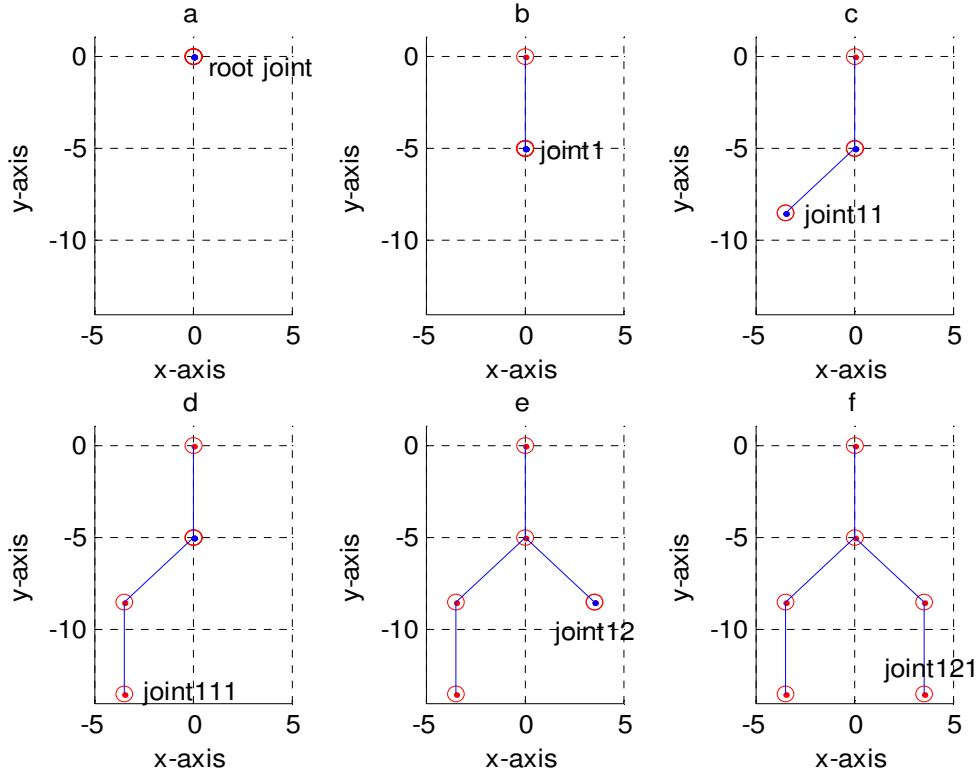 a
b
c
0
root joint
-5
-10
y-axis
-5
0
5
x-axis
0
-5
joint1
-10
y-axis
-5
0
5
x-axis
0
-5
joint11
-10
y-axis
-5
0
5
x-axis
d
e
f
0
-5
-10
joint111
y-axis
-5
0
5
x-axis
0
-5
-10
joint12
y-axis
-5
0
5
x-axis
0
-5
-10
joint121
y-axis
-5
0
5
x-axis